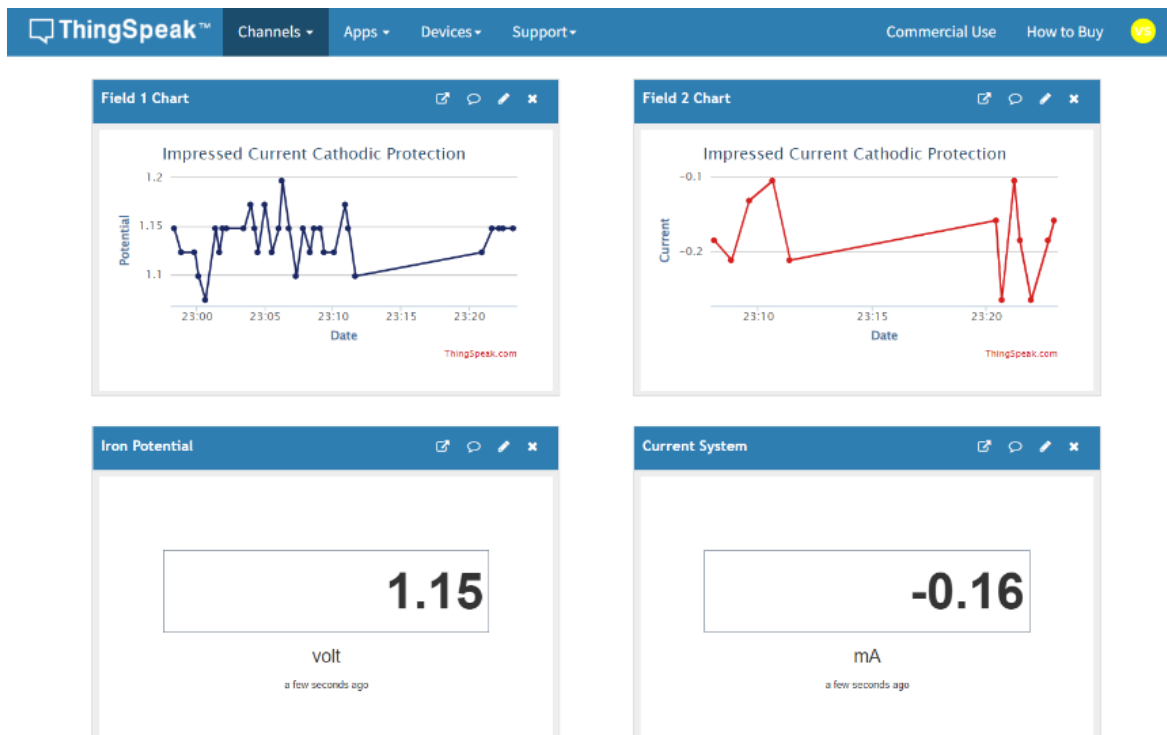 ThingSpeak™ Channels Apps Devices Support Commercial Use How to Buy VS
Field 1 Chart
Impressed Current Cathodic Protection
Potential
1.2
1.15
1.1
23:00 23:05 23:10 23:15 23:20
Date
ThingSpeak.com
Field 2 Chart
Impressed Current Cathodic Protection
Current
-0.1
-0.2
23:10 23:15 23:20
Date
ThingSpeak.com
Iron Potential
1.15
volt
a few seconds ago
Current System
-0.16
mA
a few seconds ago